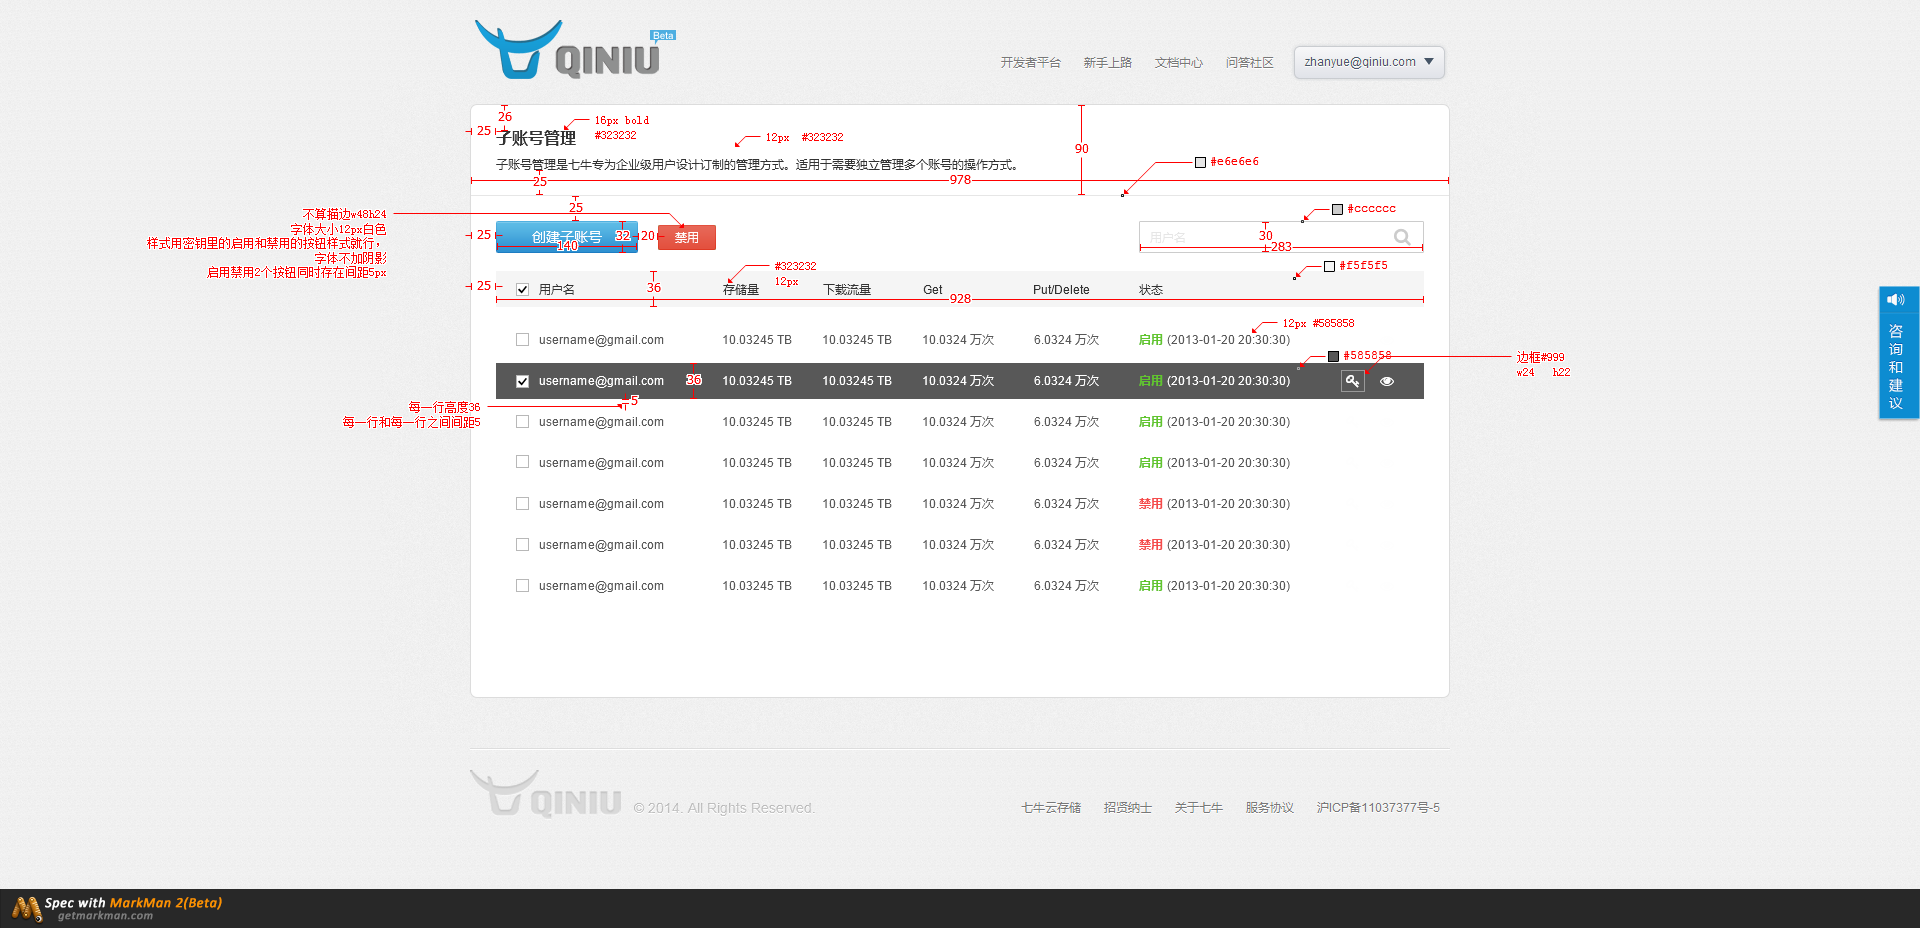 QINIU Beta
开发者平台 新手上路 文档中心 问答社区 zhanyue@qiniu.com
26
25
16px bold
#323232
子账号管理
12px #323232
90
子账号管理是七牛专为企业级用户设计订制的管理方式。适用于需要独立管理多个账号的操作方式。
#e6e6e6
25
978
25
不算描边w48h24
字体大小12px白色
样式用密钥里的启用和禁用的按钮样式就行，
字体不加阴影
启用禁用2个按钮同时存在间距5px
#cccccc
25
创建子账号
140
32
20
禁用
用户名
30
283
#323232
12px
#f5f5f5
25
用户名 存储量 下载流量 Get Put/Delete 状态
36
928
12px #585858
username@gmail.com 10.03245 TB 10.03245 TB 10.0324 万次 6.0324 万次 启用 (2013-01-20 20:30:30)
#585858
边框#999
w24 h22
username@gmail.com 36 10.03245 TB 10.03245 TB 10.0324 万次 6.0324 万次 启用 (2013-01-20 20:30:30)
5
每一行高度36
每一行和每一行之间间距5
username@gmail.com 10.03245 TB 10.03245 TB 10.0324 万次 6.0324 万次 启用 (2013-01-20 20:30:30)
username@gmail.com 10.03245 TB 10.03245 TB 10.0324 万次 6.0324 万次 启用 (2013-01-20 20:30:30)
username@gmail.com 10.03245 TB 10.03245 TB 10.0324 万次 6.0324 万次 禁用 (2013-01-20 20:30:30)
username@gmail.com 10.03245 TB 10.03245 TB 10.0324 万次 6.0324 万次 禁用 (2013-01-20 20:30:30)
username@gmail.com 10.03245 TB 10.03245 TB 10.0324 万次 6.0324 万次 启用 (2013-01-20 20:30:30)
咨询和建议
QINIU © 2014. All Rights Reserved.
七牛云存储 招贤纳士 关于七牛 服务协议 沪ICP备11037377号-5
Spec with MarkMan 2(Beta)
getmarkman.com